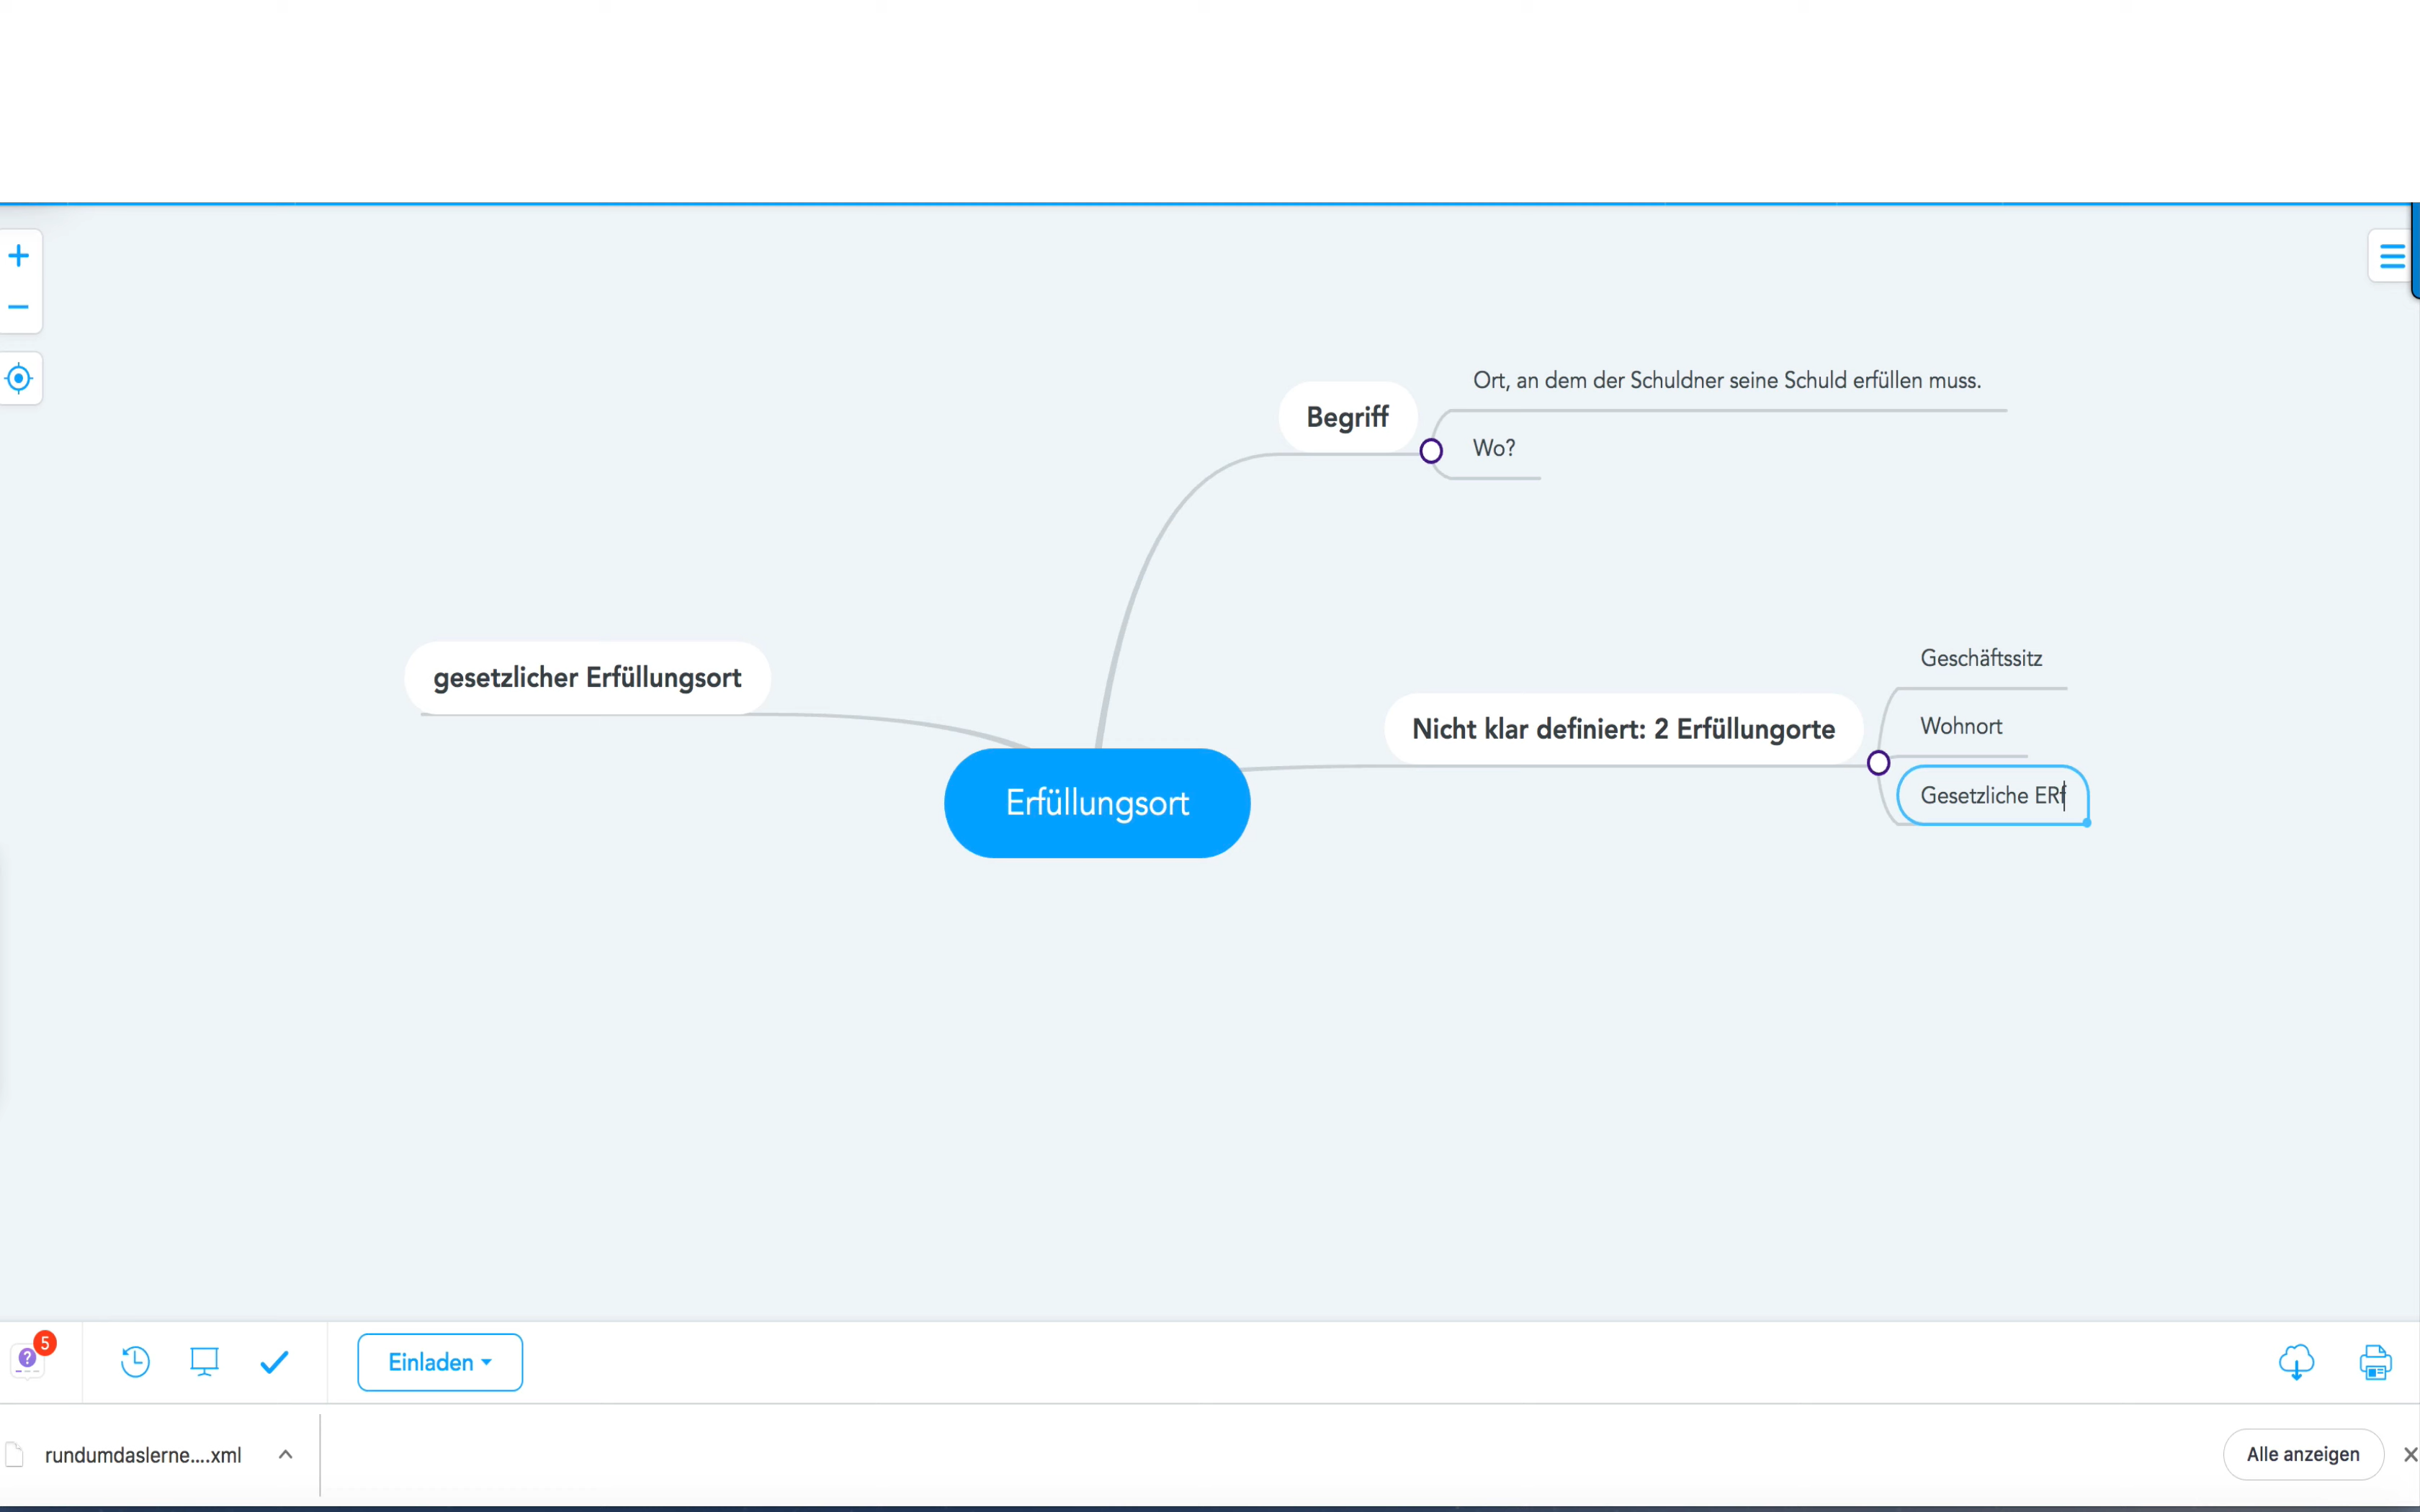 Ort, an dem der Schuldner seine Schuld erfüllen muss.
Begriff
Wo?
Geschäftssitz
gesetzlicher Erfüllungsort
Nicht klar definiert: 2 Erfüllungorte
Wohnort
Erfüllungsort
Gesetzliche ERf
5
?
Einladen
rundumdaslerne....xml
Alle anzeigen